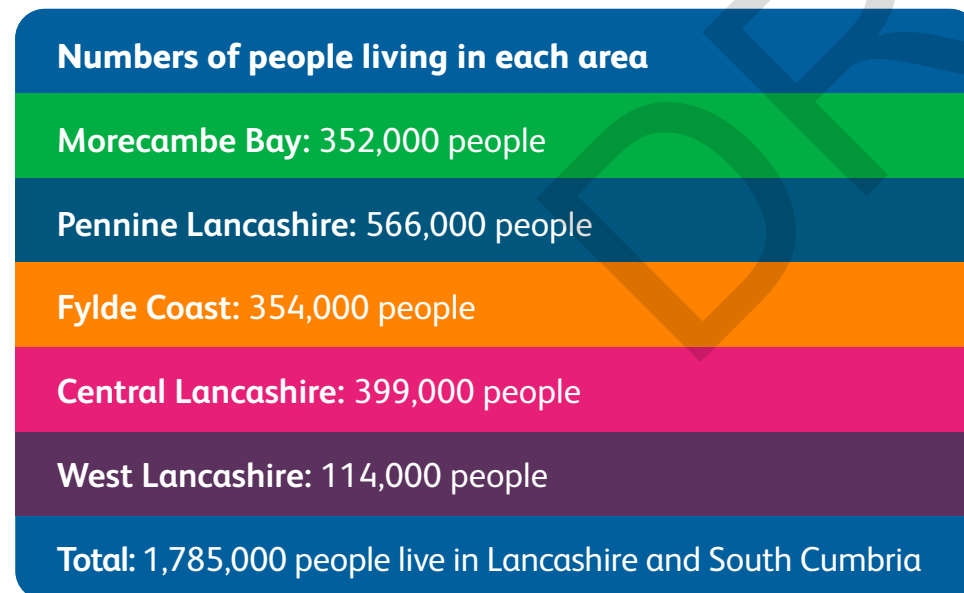 Numbers of people living in each area
Morecambe Bay: 352,000 people
Pennine Lancashire: 566,000 people
Fylde Coast: 354,000 people
Central Lancashire: 399,000 people
West Lancashire: 114,000 people
Total: 1,785,000 people live in Lancashire and South Cumbria